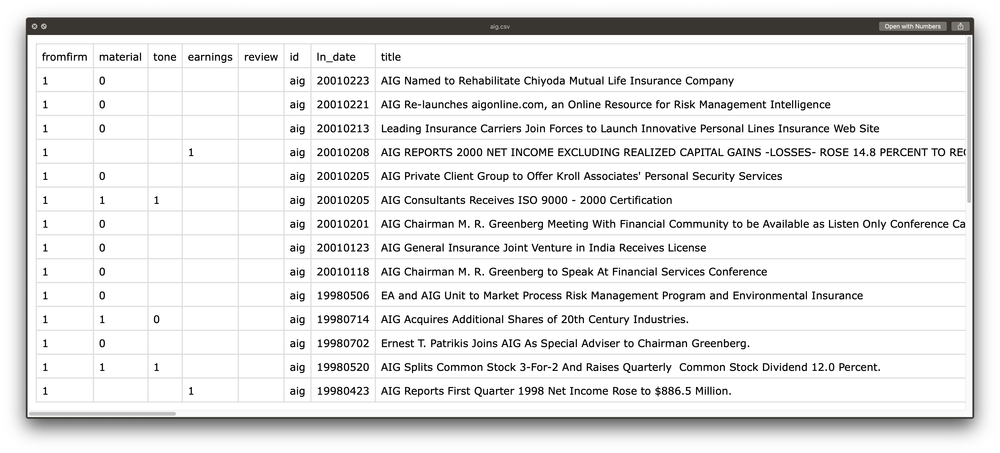 aig.csv
Open with Numbers
fromfirm material tone earnings review id ln_date title
1 0 aig 20010223 AIG Named to Rehabilitate Chiyoda Mutual Life Insurance Company
1 0 aig 20010221 AIG Re-launches aigonline.com, an Online Resource for Risk Management Intelligence
1 0 aig 20010213 Leading Insurance Carriers Join Forces to Launch Innovative Personal Lines Insurance Web Site
1 1 aig 20010208 AIG REPORTS 2000 NET INCOME EXCLUDING REALIZED CAPITAL GAINS -LOSSES- ROSE 14.8 PERCENT TO
1 0 aig 20010205 AIG Private Client Group to Offer Kroll Associates' Personal Security Services
1 1 1 aig 20010205 AIG Consultants Receives ISO 9000 - 2000 Certification
1 0 aig 20010201 AIG Chairman M. R. Greenberg Meeting With Financial Community to be Available as Listen Only Conference Ca
1 0 aig 20010123 AIG General Insurance Joint Venture in India Receives License
1 0 aig 20010118 AIG Chairman M. R. Greenberg to Speak At Financial Services Conference
1 0 aig 19980506 EA and AIG Unit to Market Process Risk Management Program and Environmental Insurance
1 1 0 aig 19980714 AIG Acquires Additional Shares of 20th Century Industries.
1 0 aig 19980702 Ernest T. Patrikis Joins AIG As Special Adviser to Chairman Greenberg.
1 1 1 aig 19980520 AIG Splits Common Stock 3-For-2 And Raises Quarterly  Common Stock Dividend 12.0 Percent.
1 1 aig 19980423 AIG Reports First Quarter 1998 Net Income Rose to $886.5 Million.